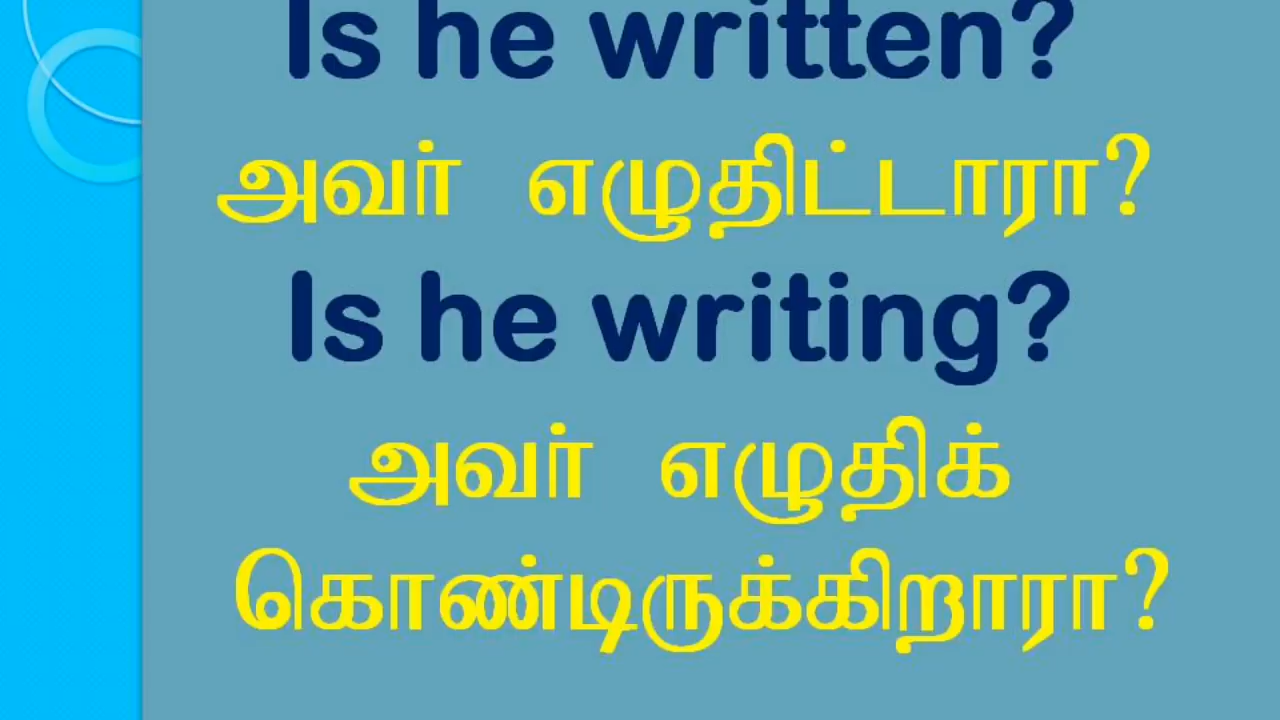 Is he written?
அவர் எழுதிட்டாரா?
Is he writing?
அவர் எழுதிக்
கொண்டிருக்கிறாரா?